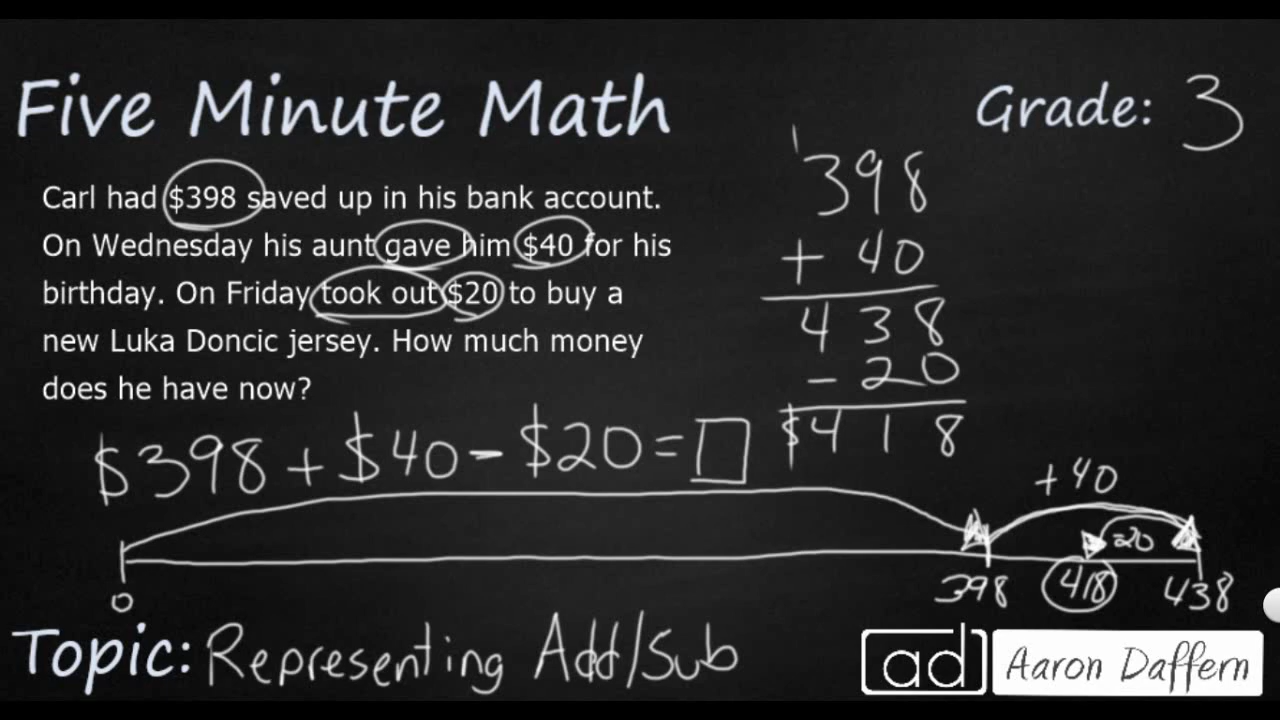 Five Minute Math
Grade: 3
Carl had $398 saved up in his bank account.
On Wednesday his aunt gave him $40 for his
birthday. On Friday took out $20 to buy a
new Luka Doncic jersey. How much money
does he have now?
1
398
+ 40
438
- 20
$418
$398 + $40 - $20 = □
+40
-20
0
398
418
438
Topic: Representing Add/Sub
ad Aaron Daffern